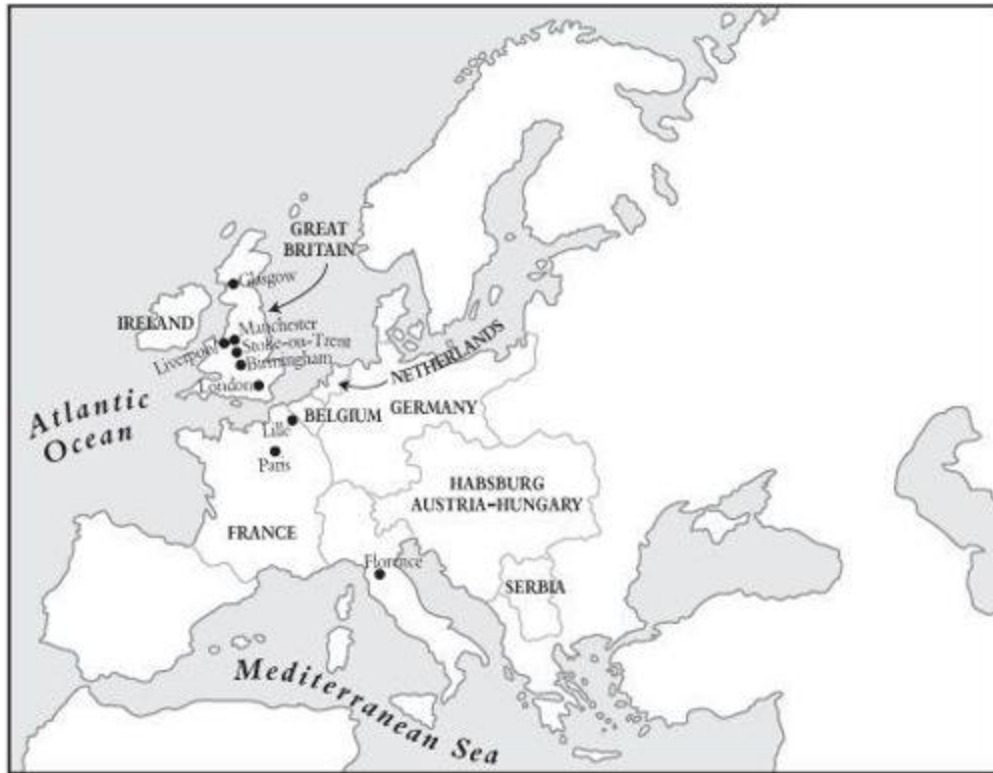 GREAT
BRITAIN
Glasgow
IRELAND
Manchester
Liverpool
Stoke-on-Trent
Birmingham
NETHERLANDS
London
Atlantic
Ocean
BELGIUM
GERMANY
Lille
Paris
HABSBURG
AUSTRIA-HUNGARY
FRANCE
Florence
SERBIA
Mediterranean Sea